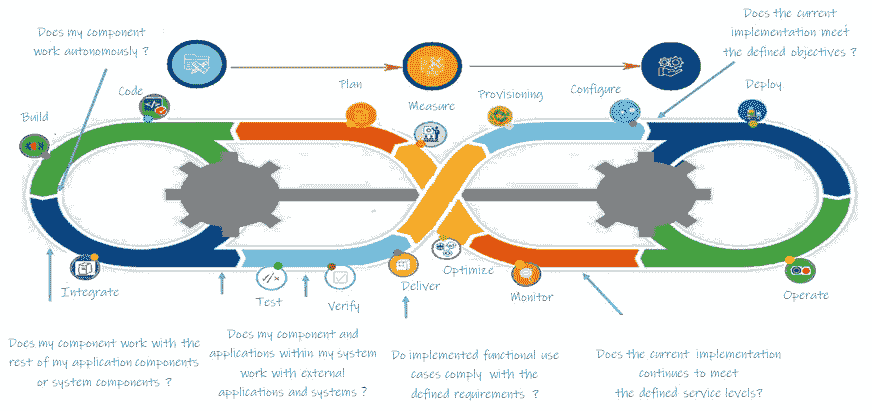 Does my component
work autonomously ?
Does the current
implementation meet
the defined objectives ?
Code
Plan
Measure
Provisioning
Configure
Deploy
Build
Integrate
Test
Verify
Deliver
Optimize
Monitor
Operate
Does my component work with the
rest of my application components
or system components ?
Does my component and
applications within my system
work with external
applications and systems ?
Do implemented functional use
cases comply with the
defined requirements ?
Does the current implementation
continues to meet
the defined service levels?